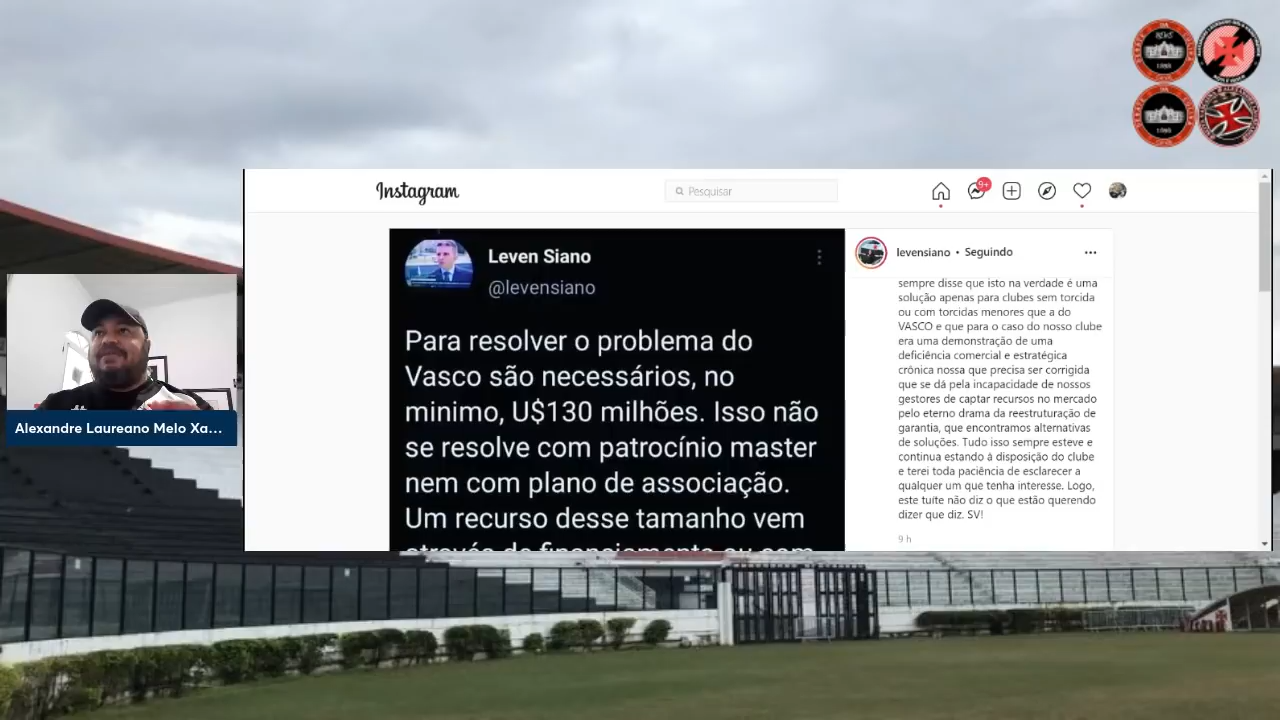 Instagram
Pesquisar
9+
Leven Siano
@levensiano
Para resolver o problema do
Vasco são necessários, no
minimo, U$130 milhões. Isso não
se resolve com patrocínio master
nem com plano de associação.
Um recurso desse tamanho vem
através de financiamento ou com
levensiano • Seguindo
sempre disse que isto na verdade é uma
solução apenas para clubes sem torcida
ou com torcidas menores que a do
VASCO e que para o caso do nosso clube
era uma demonstração de uma
deficiência comercial e estratégica
crônica nossa que precisa ser corrigida
que se dá pela incapacidade de nossos
gestores de captar recursos no mercado
pelo eterno drama da reestruturação de
garantia, que encontramos alternativas
de soluções. Tudo isso sempre esteve e
continua estando à disposição do clube
e terei toda paciência de esclarecer a
qualquer um que tenha interesse. Logo,
este tuíte não diz o que estão querendo
dizer que diz. SV!
9 h
Alexandre Laureano Melo Xa...